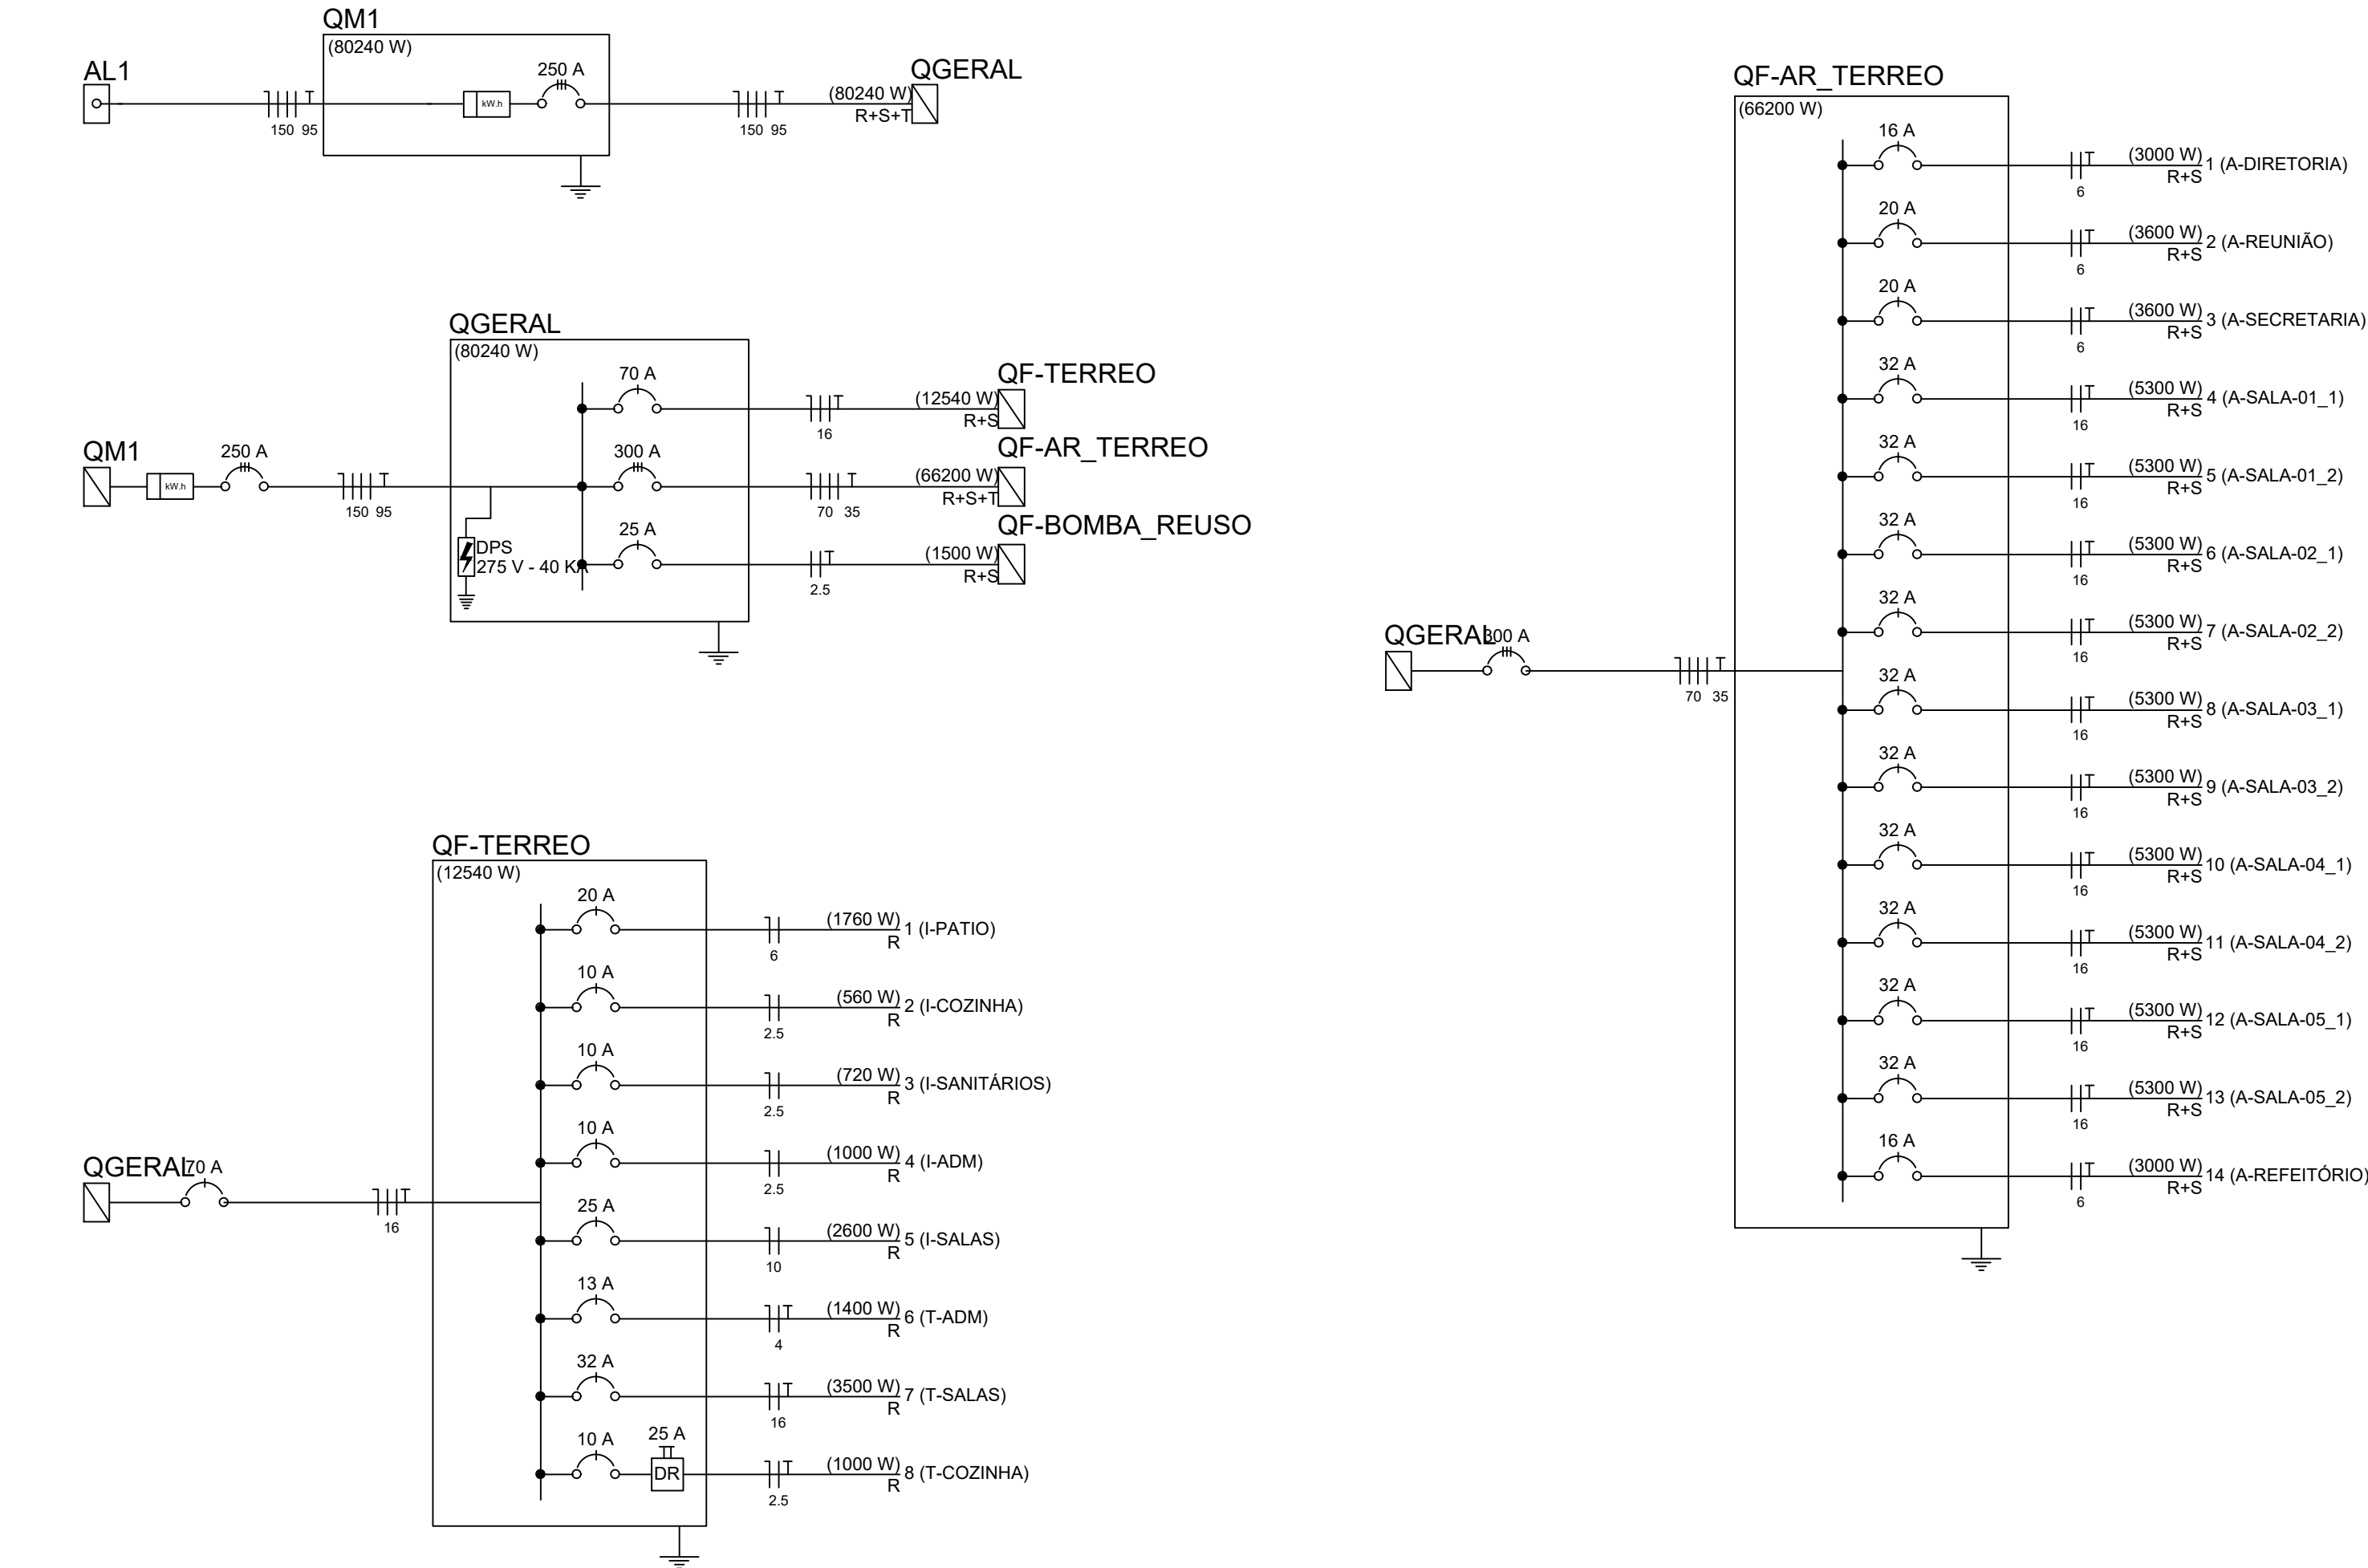 QM1
(80240 W)
AL1
250 A
kW.h
150 95
150 95
QGERAL
(80240 W)
R+S+T
QGERAL
(80240 W)
QM1
kW.h
250 A
150 95
DPS
275 V - 40 KA
70 A
16
(12540 W)
R+S
QF-TERREO
300 A
70 35
(66200 W)
R+S+T
QF-AR_TERREO
25 A
2.5
(1500 W)
R+S
QF-BOMBA_REUSO
QF-TERREO
(12540 W)
QGERAL
70 A
16
20 A
6
(1760 W)
R
1 (I-PATIO)
10 A
2.5
(560 W)
R
2 (I-COZINHA)
10 A
2.5
(720 W)
R
3 (I-SANITÁRIOS)
10 A
2.5
(1000 W)
R
4 (I-ADM)
25 A
10
(2600 W)
R
5 (I-SALAS)
13 A
4
(1400 W)
R
6 (T-ADM)
32 A
16
(3500 W)
R
7 (T-SALAS)
10 A
25 A
DR
2.5
(1000 W)
R
8 (T-COZINHA)
QF-AR_TERREO
(66200 W)
QGERAL
300 A
70 35
16 A
6
(3000 W)
R+S
1 (A-DIRETORIA)
20 A
6
(3600 W)
R+S
2 (A-REUNIÃO)
20 A
6
(3600 W)
R+S
3 (A-SECRETARIA)
32 A
16
(5300 W)
R+S
4 (A-SALA-01_1)
32 A
16
(5300 W)
R+S
5 (A-SALA-01_2)
32 A
16
(5300 W)
R+S
6 (A-SALA-02_1)
32 A
16
(5300 W)
R+S
7 (A-SALA-02_2)
32 A
16
(5300 W)
R+S
8 (A-SALA-03_1)
32 A
16
(5300 W)
R+S
9 (A-SALA-03_2)
32 A
16
(5300 W)
R+S
10 (A-SALA-04_1)
32 A
16
(5300 W)
R+S
11 (A-SALA-04_2)
32 A
16
(5300 W)
R+S
12 (A-SALA-05_1)
32 A
16
(5300 W)
R+S
13 (A-SALA-05_2)
16 A
6
(3000 W)
R+S
14 (A-REFEITÓRIO)